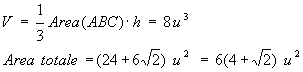 V = 1/3 Area(ABC)·h = 8u³
Area totale = (24 + 6√2) u² = 6(4 + √2) u²